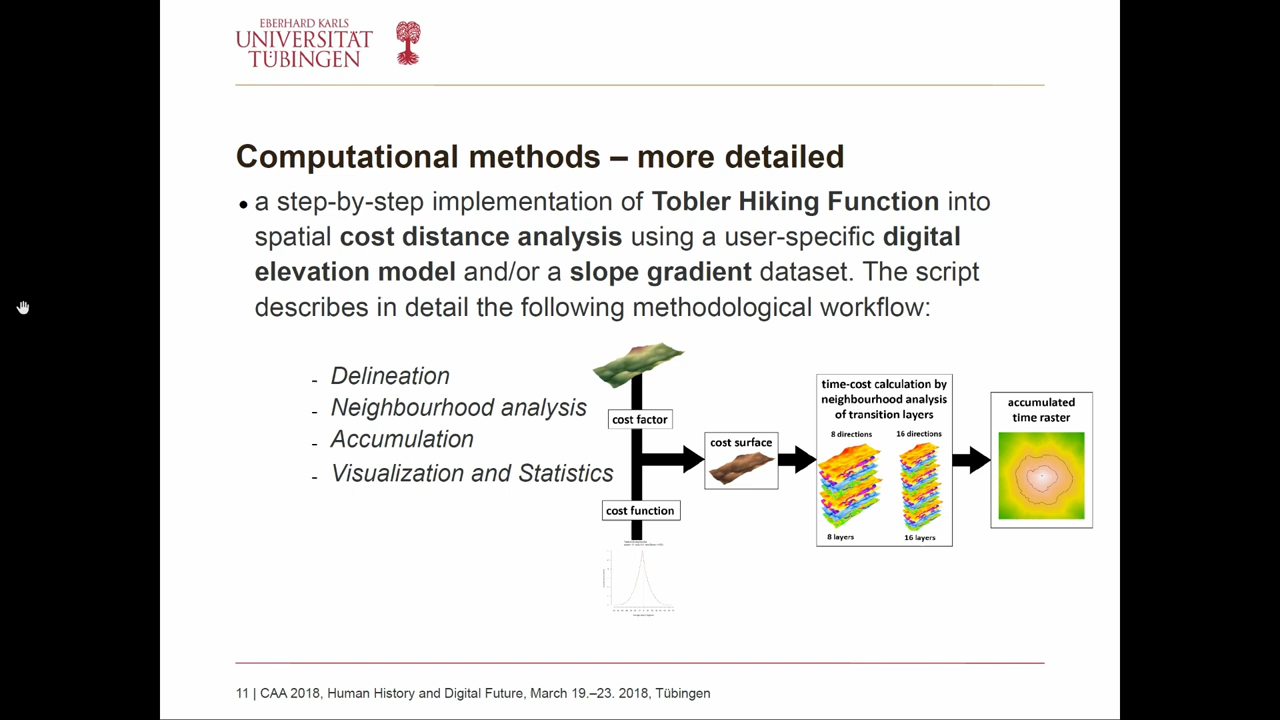 EBERHARD KARLS
UNIVERSITÄT
TÜBINGEN
Computational methods – more detailed
• a step-by-step implementation of Tobler Hiking Function into
spatial cost distance analysis using a user-specific digital
elevation model and/or a slope gradient dataset. The script
describes in detail the following methodological workflow:
- Delineation
- Neighbourhood analysis
- Accumulation
- Visualization and Statistics
cost factor
cost function
cost surface
time-cost calculation by
neighbourhood analysis
of transition layers
8 directions 16 directions
8 layers 16 layers
accumulated
time raster
11 | CAA 2018, Human History and Digital Future, March 19.–23. 2018, Tübingen